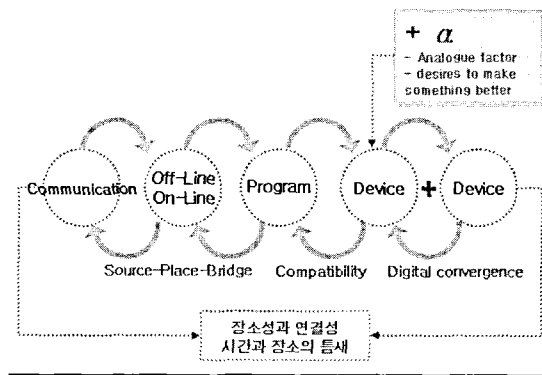 + α
- Analogue factor
- desires to make
something better
Communication
Off-Line
On-Line
Program
Device
+
Device
Source-Place-Bridge
Compatibility
Digital convergence
장소성과 연결성
시간과 장소의 틈새